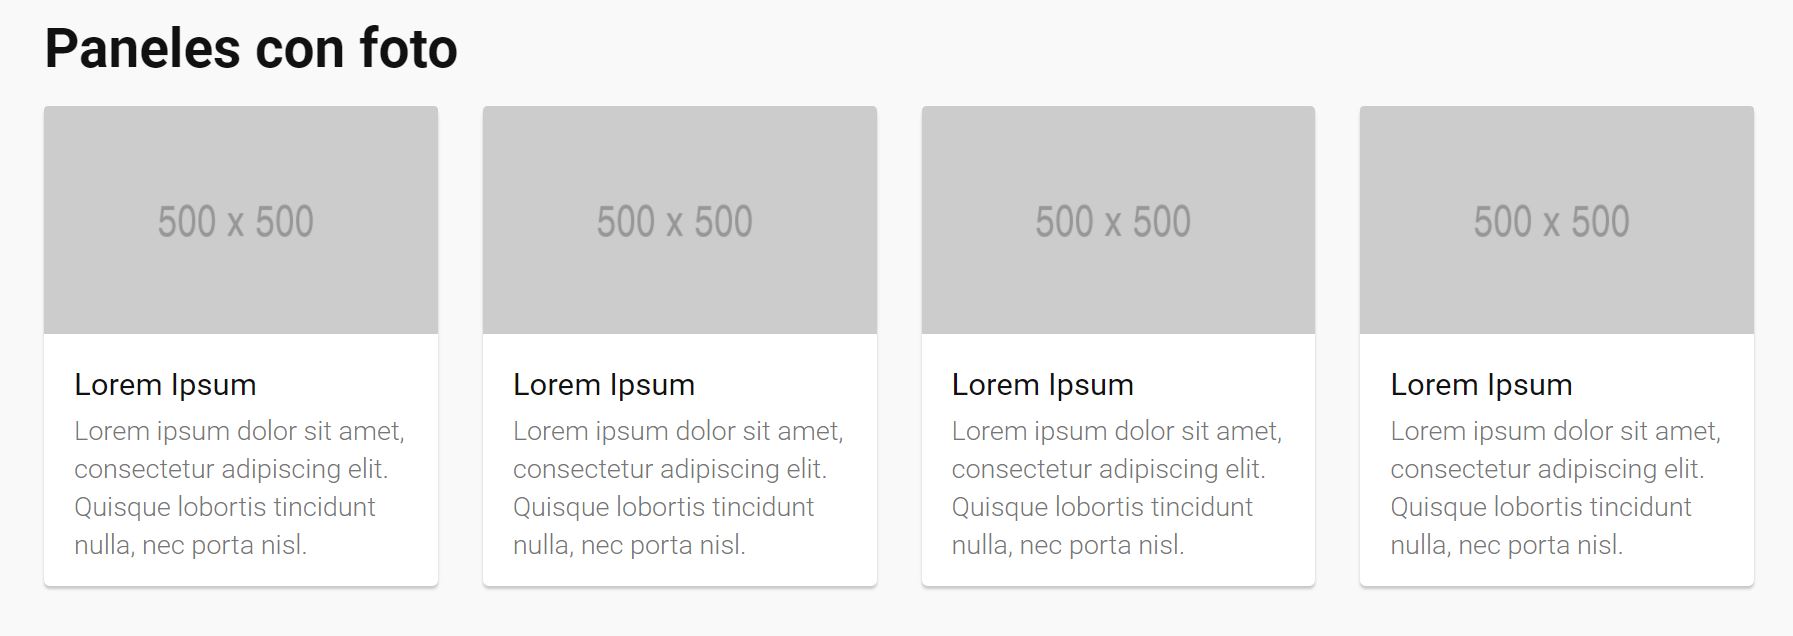 Paneles con foto
500 x 500
500 x 500
500 x 500
500 x 500
Lorem Ipsum
Lorem ipsum dolor sit amet,
consectetur adipiscing elit.
Quisque lobortis tincidunt
nulla, nec porta nisl.
Lorem Ipsum
Lorem ipsum dolor sit amet,
consectetur adipiscing elit.
Quisque lobortis tincidunt
nulla, nec porta nisl.
Lorem Ipsum
Lorem ipsum dolor sit amet,
consectetur adipiscing elit.
Quisque lobortis tincidunt
nulla, nec porta nisl.
Lorem Ipsum
Lorem ipsum dolor sit amet,
consectetur adipiscing elit.
Quisque lobortis tincidunt
nulla, nec porta nisl.